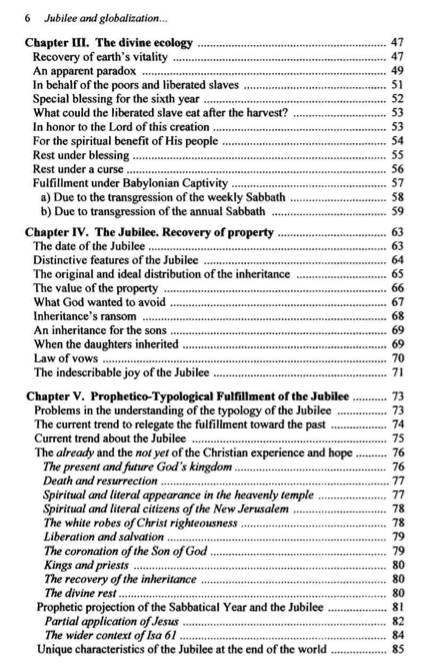 6 Jubilee and globalization...
Chapter III. The divine ecology ........ 47
Recovery of earth's vitality ........ 47
An apparent paradox ........ 49
In behalf of the poors and liberated slaves ........ 51
Special blessing for the sixth year ........ 52
What could the liberated slave eat after the harvest? ........ 53
In honor to the Lord of this creation ........ 53
For the spiritual benefit of His people ........ 54
Rest under blessing ........ 55
Rest under a curse ........ 56
Fulfillment under Babylonian Captivity ........ 57
a) Due to the transgression of the weekly Sabbath ........ 58
b) Due to transgression of the annual Sabbath ........ 59
Chapter IV. The Jubilee. Recovery of property ........ 63
The date of the Jubilee ........ 63
Distinctive features of the Jubilee ........ 64
The original and ideal distribution of the inheritance ........ 65
The value of the property ........ 66
What God wanted to avoid ........ 67
Inheritance's ransom ........ 68
An inheritance for the sons ........ 69
When the daughters inherited ........ 69
Law of vows ........ 70
The indescribable joy of the Jubilee ........ 71
Chapter V. Prophetico-Typological Fulfillment of the Jubilee ........ 73
Problems in the understanding of the typology of the Jubilee ........ 73
The current trend to relegate the fulfillment toward the past ........ 74
Current trend about the Jubilee ........ 75
The already and the not yet of the Christian experience and hope ........ 76
The present and future God's kingdom ........ 76
Death and resurrection ........ 77
Spiritual and literal appearance in the heavenly temple ........ 77
Spiritual and literal citizens of the New Jerusalem ........ 78
The white robes of Christ righteousness ........ 78
Liberation and salvation ........ 79
The coronation of the Son of God ........ 79
Kings and priests ........ 80
The recovery of the inheritance ........ 80
The divine rest ........ 80
Prophetic projection of the Sabbatical Year and the Jubilee ........ 81
Partial application of Jesus ........ 82
The wider context of Isa 61 ........ 84
Unique characteristics of the Jubilee at the end of the world ........ 85